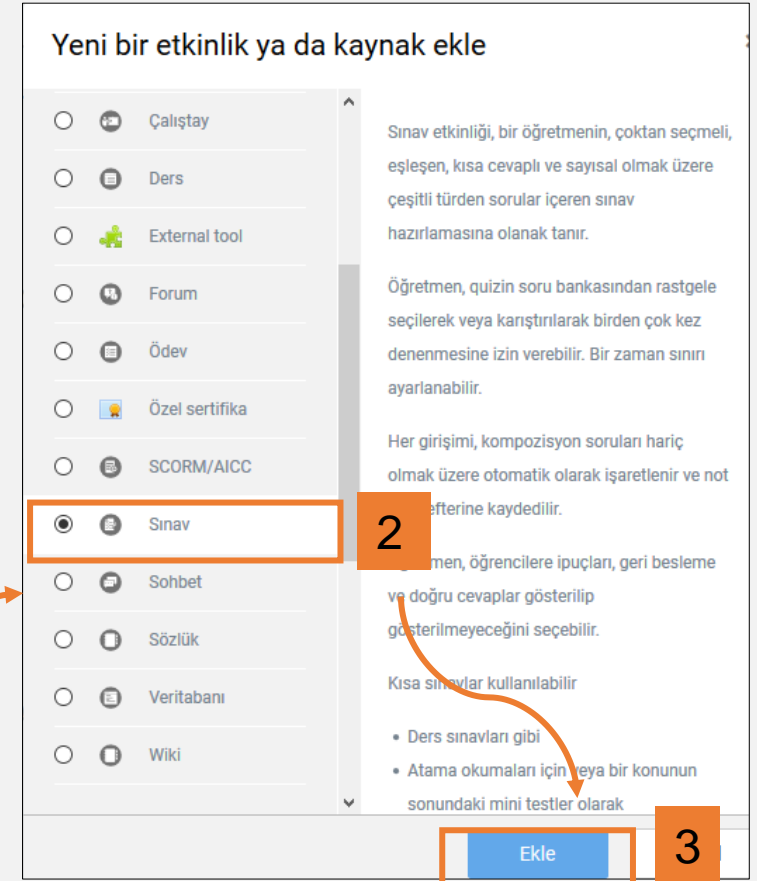 Yeni bir etkinlik ya da kaynak ekle
Çalıştay
Ders
External tool
Forum
Ödev
Özel sertifika
SCORM/AICC
Sınav
Sohbet
Sözlük
Veritabanı
Wiki
Sınav etkinliği, bir öğretmenin, çoktan seçmeli,
eşleşen, kısa cevaplı ve sayısal olmak üzere
çeşitli türden sorular içeren sınav
hazırlamasına olanak tanır.
Öğretmen, quizin soru bankasından rastgele
seçilerek veya karıştırılarak birden çok kez
denenmesine izin verebilir. Bir zaman sınırı
ayarlanabilir.
Her girişimi, kompozisyon soruları hariç
olmak üzere otomatik olarak işaretlenir ve not
efterine kaydedilir.
men, öğrencilere ipuçları, geri besleme
ve doğru cevaplar gösterilip
gösterilmeyeceğini seçebilir.
Kısa sınavlar kullanılabilir
• Ders sınavları gibi
• Atama okumaları için veya bir konunun
sonundaki mini testler olarak
2
Ekle
3